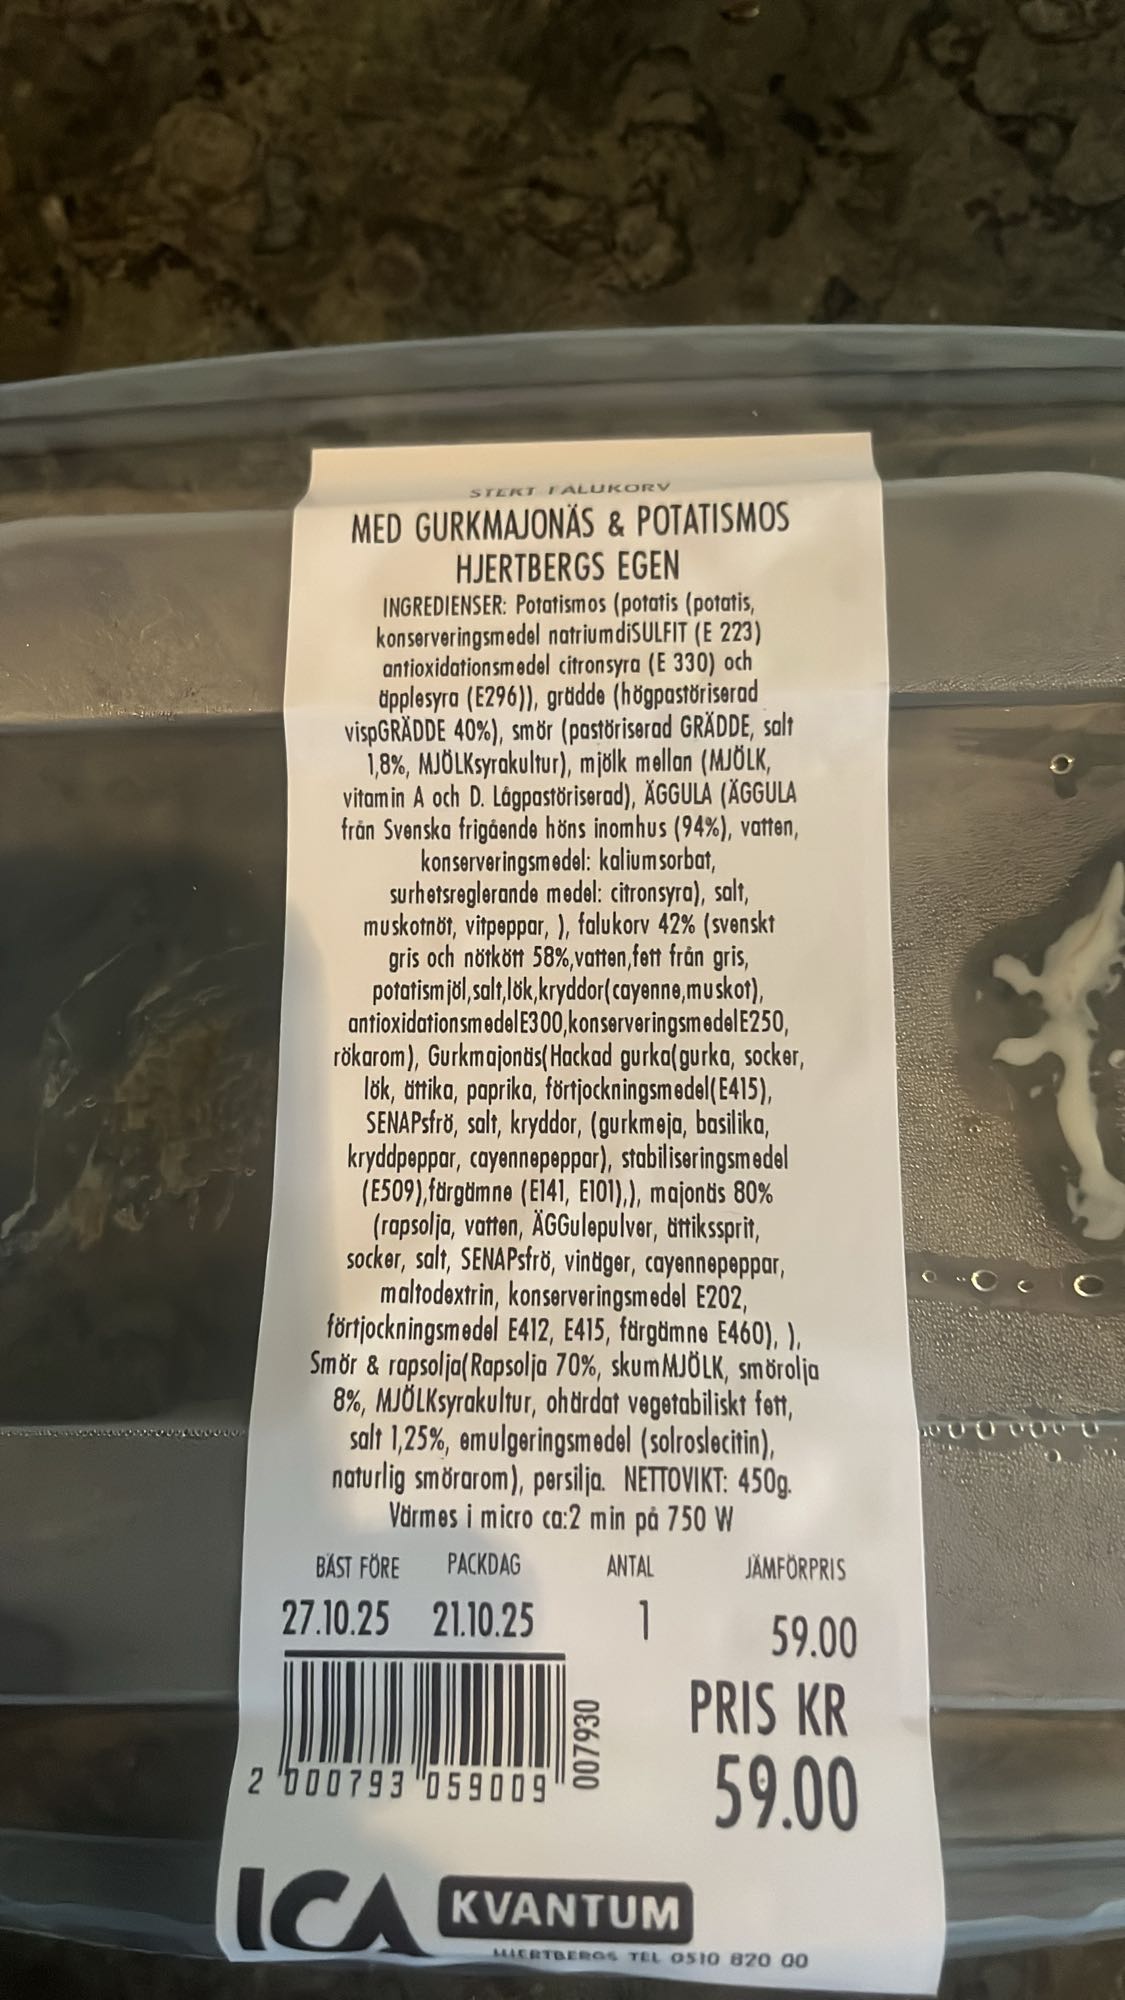 STEKT FALUKORV
MED GURKMAJONÄS & POTATISMOS
HJERTBERGS EGEN
INGREDIENSER: Potatismos (potatis (potatis,
konserveringsmedel natriumdiSULFIT (E 223)
antioxidationsmedel citronsyra (E 330) och
äpplesyra (E296)), grädde (högpastöriserad
vispGRÄDDE 40%), smör (pastöriserad GRÄDDE, salt
1,8%, MJÖLKsyrakultur), mjölk mellan (MJÖLK,
vitamin A och D. Lågpastöriserad), ÄGGULA (ÄGGULA
från Svenska frigående höns inomhus (94%), vatten,
konserveringsmedel: kaliumsorbat,
surhetsreglerande medel: citronsyra), salt,
muskotnöt, vitpeppar, ), falukorv 42% (svenskt
gris och nötkött 58%,vatten,fett från gris,
potatismjöl,salt,lök,kryddor(cayenne,muskot),
antioxidationsmedelE300,konserveringsmedelE250,
rökarom), Gurkmajonäs(Hackad gurka(gurka, socker,
lök, ättika, paprika, förtjockningsmedel(E415),
SENAPsfrö, salt, kryddor, (gurkmeja, basilika,
kryddpeppar, cayennepeppar), stabiliseringsmedel
(E509),färgämne (E141, E101),), majonäs 80%
(rapsolja, vatten, ÄGGulepulver, ättikssprit,
socker, salt, SENAPsfrö, vinäger, cayennepeppar,
maltodextrin, konserveringsmedel E202,
förtjockningsmedel E412, E415, färgämne E460), ),
Smör & rapsolja(Rapsolja 70%, skumMJÖLK, smörolja
8%, MJÖLKsyrakultur, ohärdat vegetabiliskt fett,
salt 1,25%, emulgeringsmedel (solroslecitin),
naturlig smörarom), persilja. NETTOVIKT: 450g.
Värmes i micro ca:2 min på 750 W
BÄST FÖRE PACKDAG ANTAL JÄMFÖRPRIS
27.10.25 21.10.25 1 59.00
PRIS KR
59.00
007930
2 000793 059009
ICA KVANTUM
HJERTBERGS TEL 0510 820 00